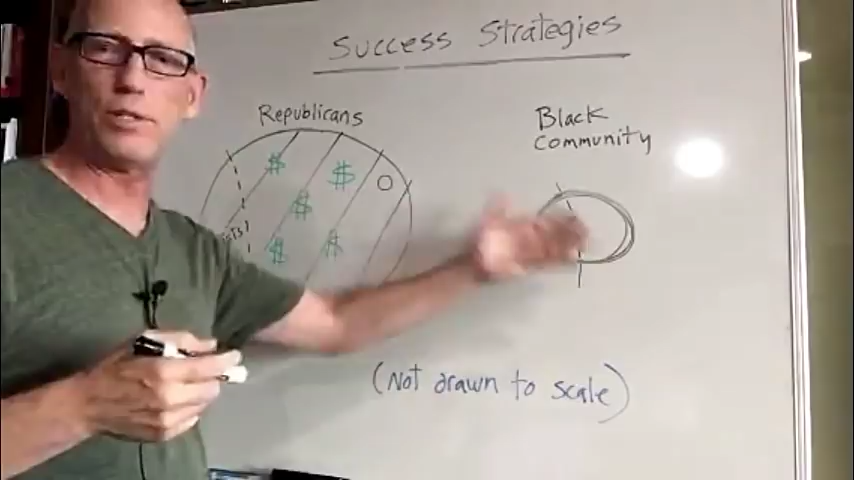 Success Strategies
Republicans
Black
Community
$ $
$
$ $
(Not drawn to scale)